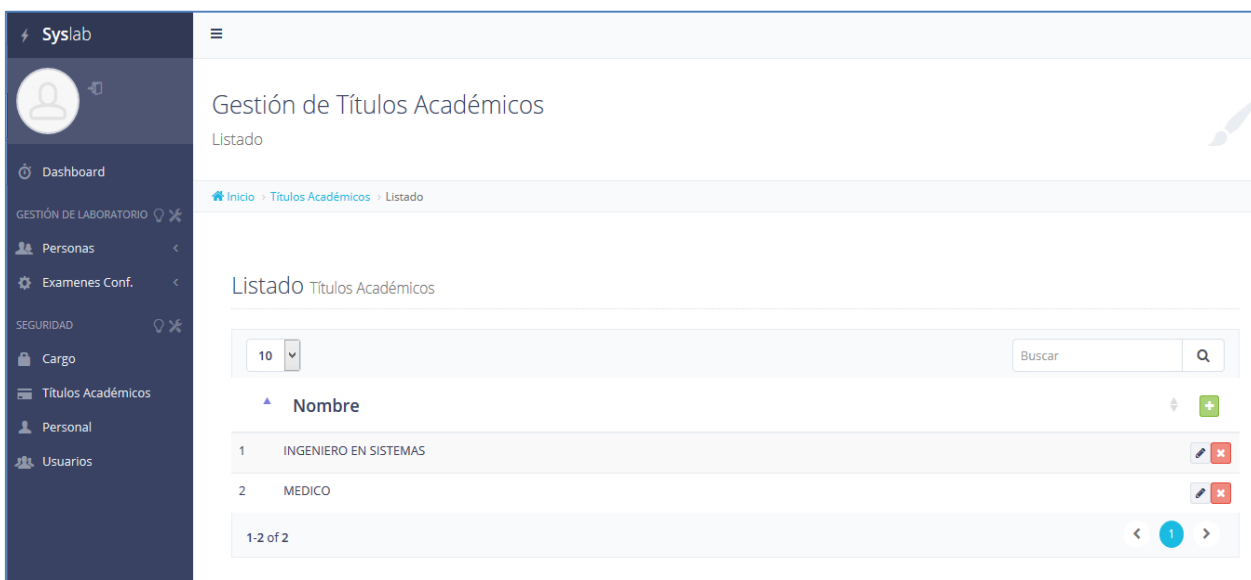 Syslab
Gestión de Títulos Académicos
Listado
Inicio > Títulos Académicos > Listado
Dashboard
GESTIÓN DE LABORATORIO
Personas
Examenes Conf.
SEGURIDAD
Cargo
Títulos Académicos
Personal
Usuarios
Listado Títulos Académicos
10
Buscar
Nombre
1 INGENIERO EN SISTEMAS
2 MEDICO
1-2 of 2
1